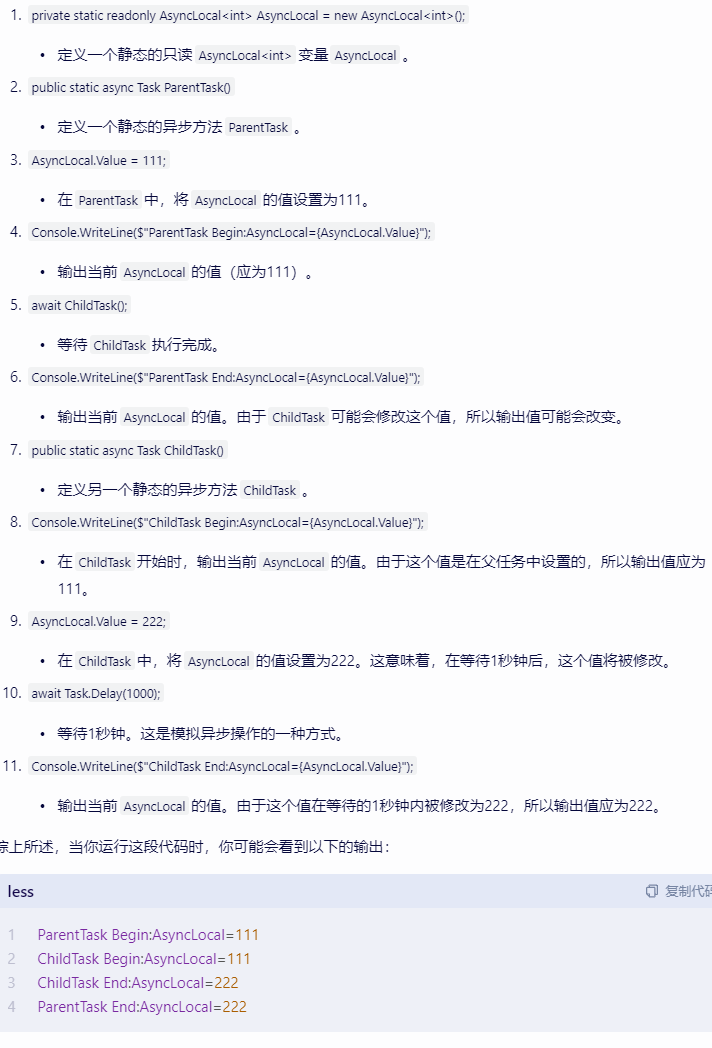 1. private static readonly AsyncLocal<int> AsyncLocal = new AsyncLocal<int>();
• 定义一个静态的只读 AsyncLocal<int> 变量 AsyncLocal 。
2. public static async Task ParentTask()
• 定义一个静态的异步方法 ParentTask 。
3. AsyncLocal.Value = 111;
• 在 ParentTask 中，将 AsyncLocal 的值设置为111。
4. Console.WriteLine($"ParentTask Begin:AsyncLocal={AsyncLocal.Value}");
• 输出当前 AsyncLocal 的值（应为111）。
5. await ChildTask();
• 等待 ChildTask 执行完成。
6. Console.WriteLine($"ParentTask End:AsyncLocal={AsyncLocal.Value}");
• 输出当前 AsyncLocal 的值。由于 ChildTask 可能会修改这个值，所以输出值可能会改变。
7. public static async Task ChildTask()
• 定义另一个静态的异步方法 ChildTask 。
8. Console.WriteLine($"ChildTask Begin:AsyncLocal={AsyncLocal.Value}");
• 在 ChildTask 开始时，输出当前 AsyncLocal 的值。由于这个值是在父任务中设置的，所以输出值应为
111。
9. AsyncLocal.Value = 222;
• 在 ChildTask 中，将 AsyncLocal 的值设置为222。这意味着，在等待1秒钟后，这个值将被修改。
10. await Task.Delay(1000);
• 等待1秒钟。这是模拟异步操作的一种方式。
11. Console.WriteLine($"ChildTask End:AsyncLocal={AsyncLocal.Value}");
• 输出当前 AsyncLocal 的值。由于这个值在等待的1秒钟内被修改为222，所以输出值应为222。
综上所述，当你运行这段代码时，你可能会看到以下的输出：
less 复制代码
1 ParentTask Begin:AsyncLocal=111
2 ChildTask Begin:AsyncLocal=111
3 ChildTask End:AsyncLocal=222
4 ParentTask End:AsyncLocal=222